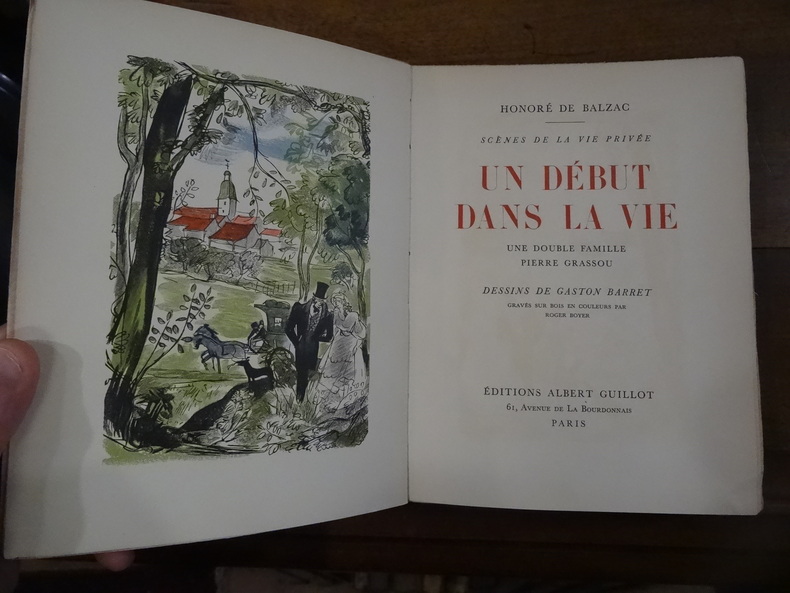 HONORÉ DE BALZAC
SCÈNES DE LA VIE PRIVÉE
UN DÉBUT
DANS LA VIE
UNE DOUBLE FAMILLE
PIERRE GRASSOU
DESSINS DE GASTON BARRET
GRAVÉS SUR BOIS EN COULEURS PAR
ROGER BOYER
ÉDITIONS ALBERT GUILLOT
61, AVENUE DE LA BOURDONNAIS
PARIS